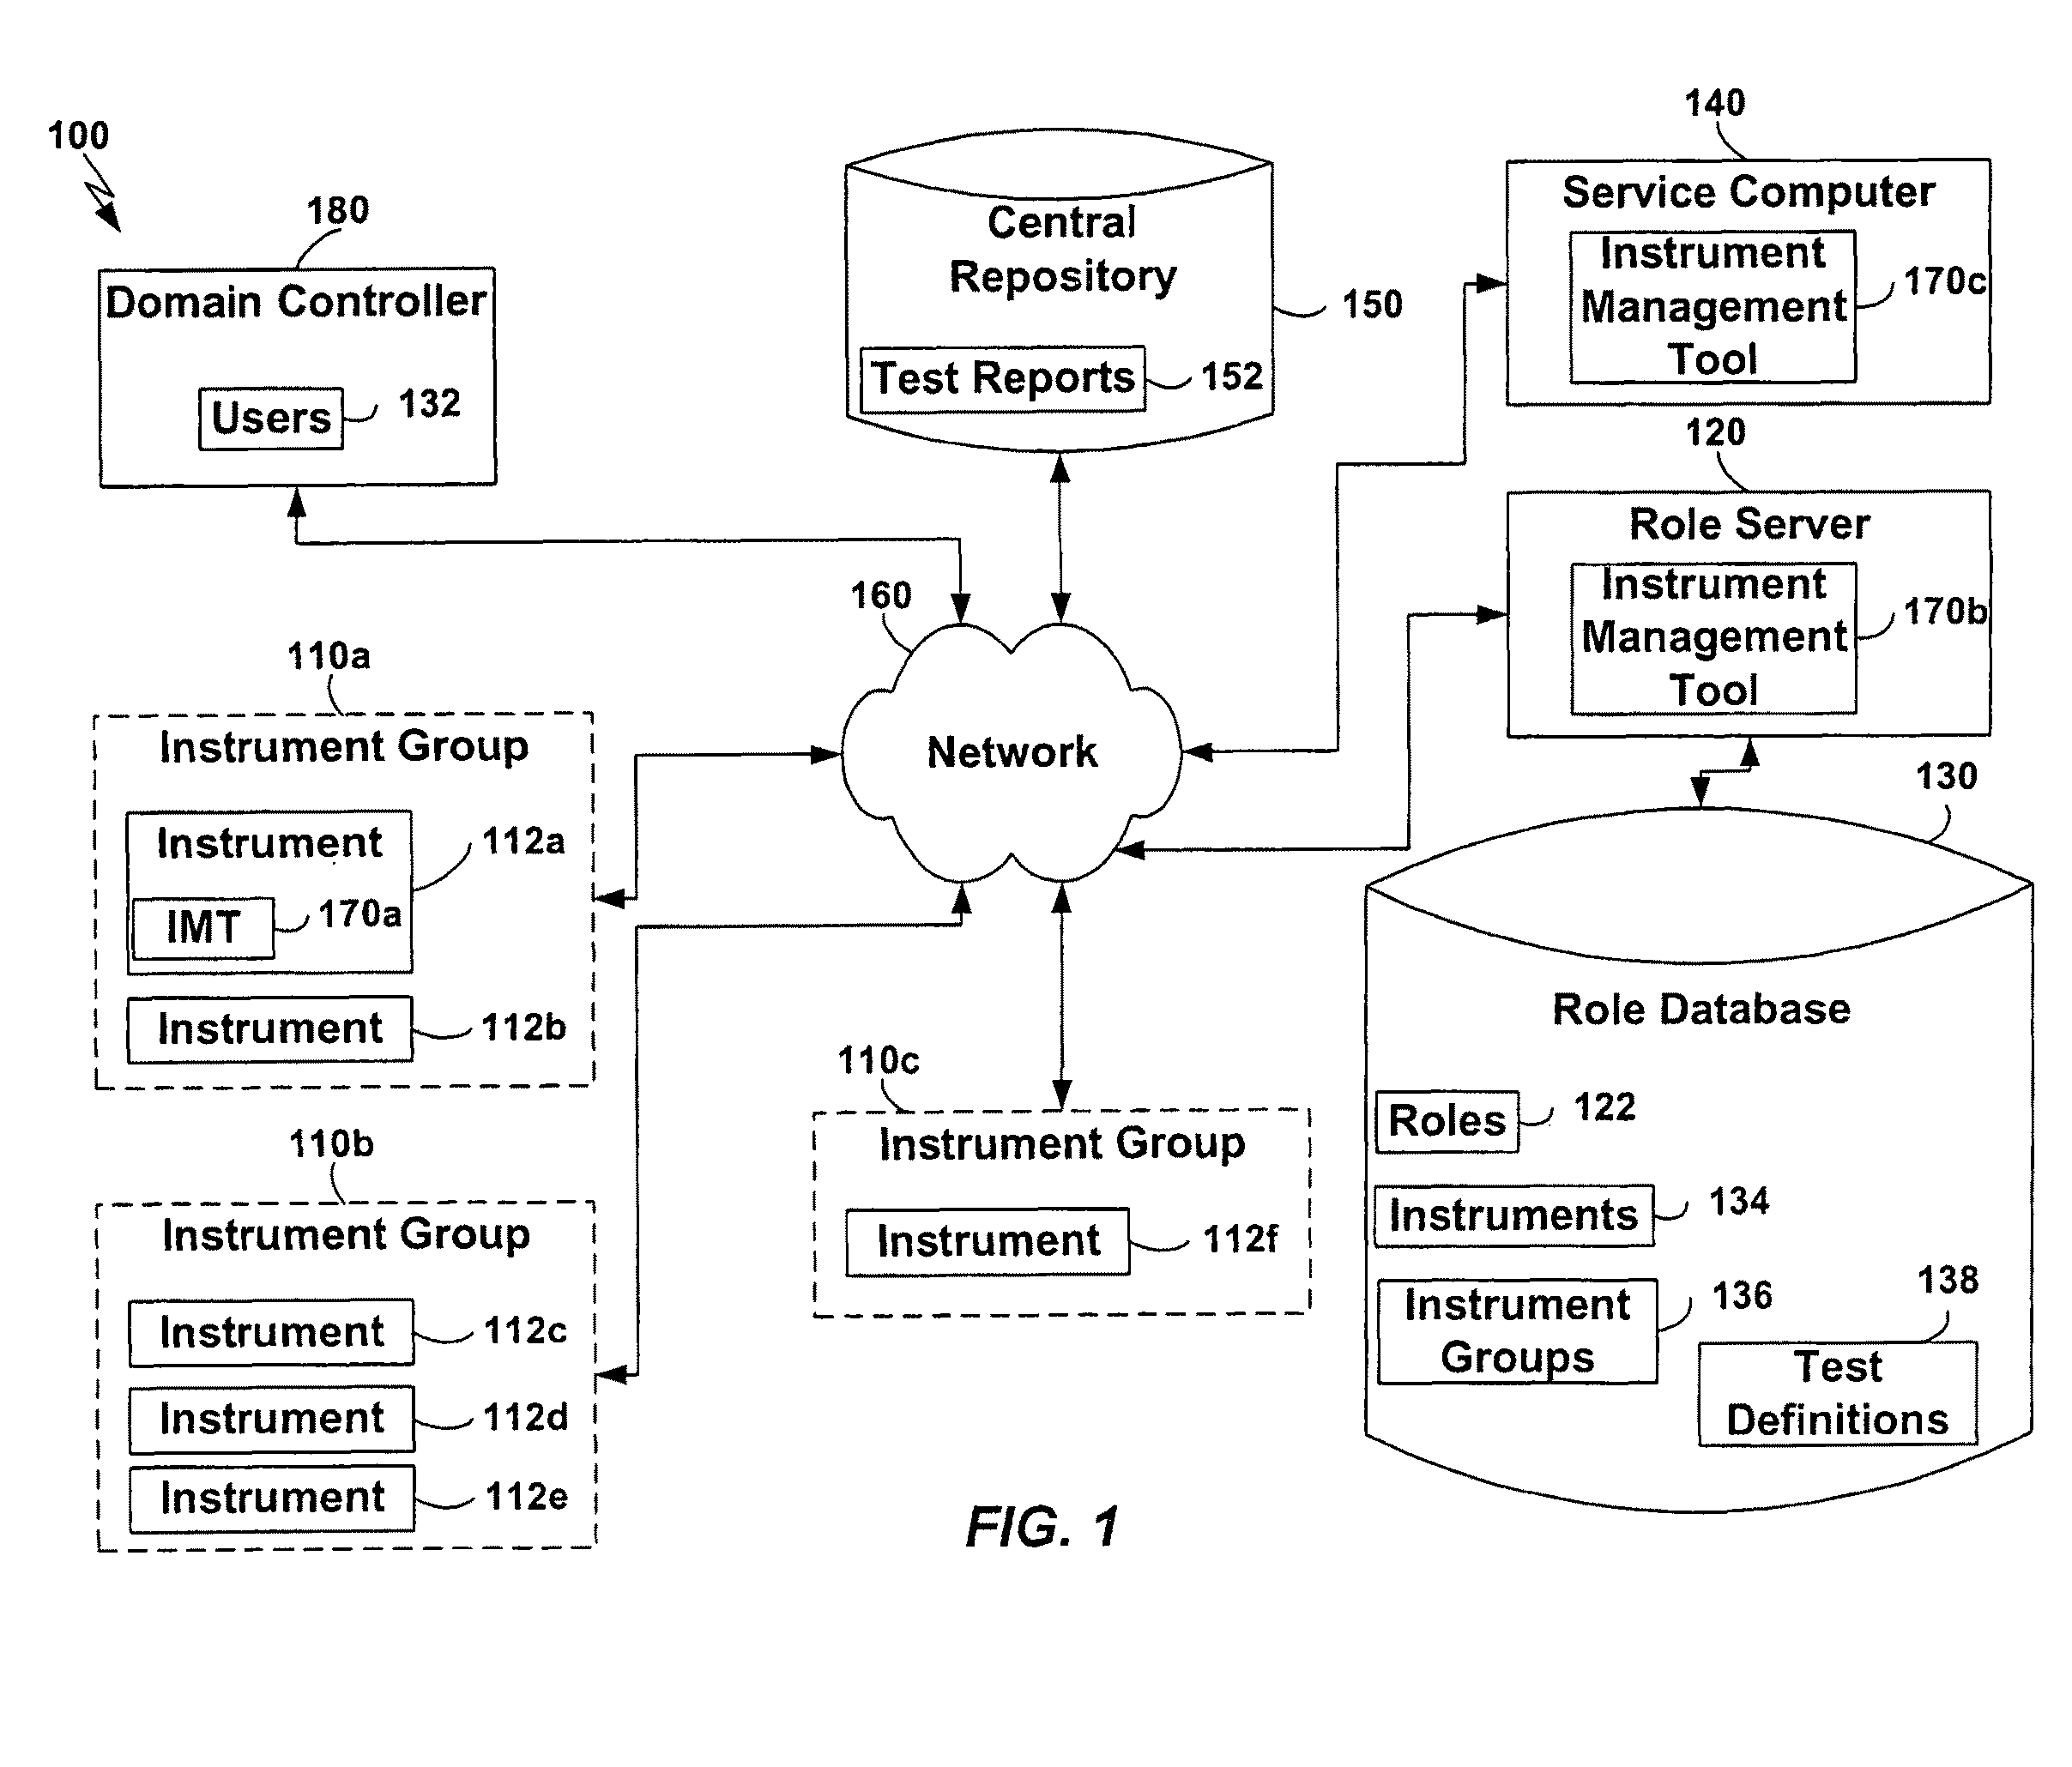 100
180
Domain Controller
Users
132
Central
Repository
150
Test Reports
152
140
Service Computer
Instrument
Management
Tool
170c
120
Role Server
Instrument
Management
Tool
170b
160
Network
110a
Instrument Group
Instrument
112a
IMT
170a
Instrument
112b
110b
Instrument Group
Instrument
112c
Instrument
112d
Instrument
112e
110c
Instrument Group
Instrument
112f
130
Role Database
Roles
122
Instruments
134
Instrument
Groups
136
138
Test
Definitions
FIG. 1